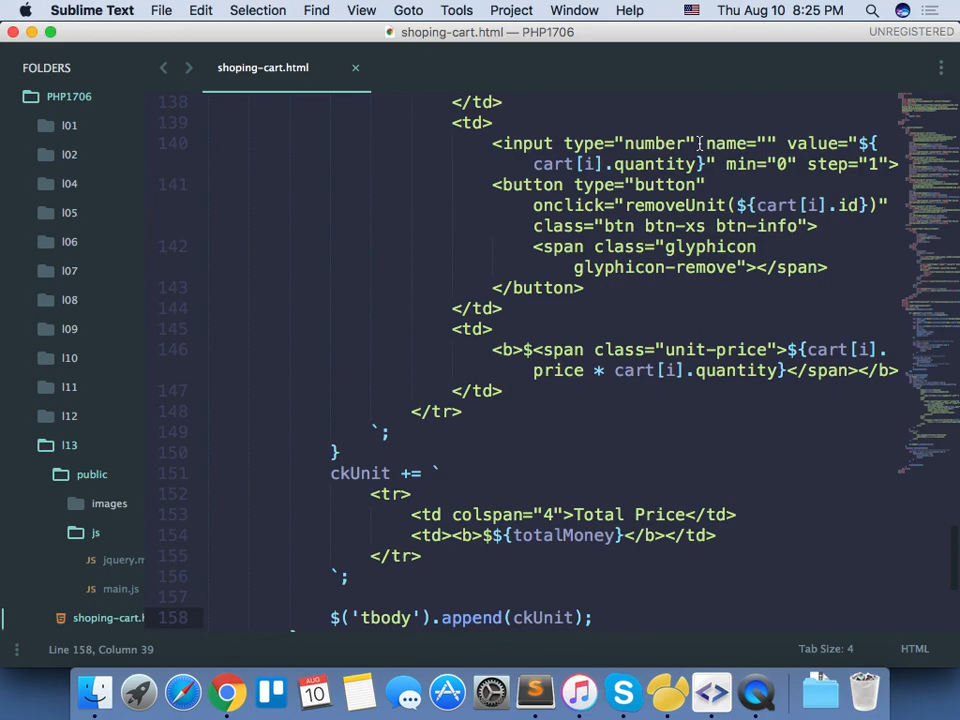 Sublime Text File Edit Selection Find View Goto Tools Project Window Help Thu Aug 10 8:25 PM
shoping-cart.html — PHP1706 UNREGISTERED
FOLDERS
PHP1706
l01
l02
l04
l05
l06
l07
l08
l09
l10
l11
l12
l13
public
images
js
jquery.m
main.js
shoping-cart.h
shoping-cart.html ×
138 </td>
139 <td>
140 <input type="number" name="" value="${
cart[i].quantity}" min="0" step="1">
141 <button type="button"
onclick="removeUnit(${cart[i].id})"
class="btn btn-xs btn-info">
142 <span class="glyphicon
glyphicon-remove"></span>
143 </button>
144 </td>
145 <td>
146 <b>$<span class="unit-price">${cart[i].
price * cart[i].quantity}</span></b>
147 </td>
148 </tr>
149 `;
150 }
151 ckUnit += `
152 <tr>
153 <td colspan="4">Total Price</td>
154 <td><b>$${totalMoney}</b></td>
155 </tr>
156 `;
157
158 $('tbody').append(ckUnit);
Line 158, Column 39 Tab Size: 4 HTML
AUG
10